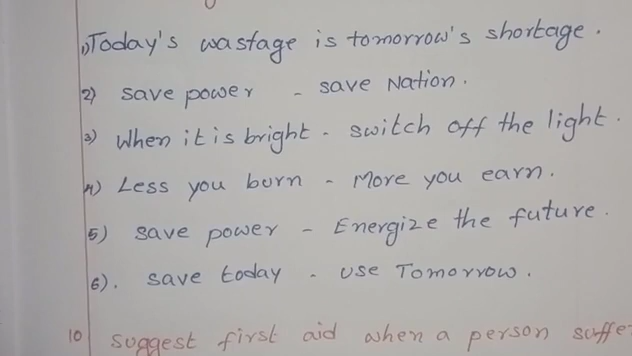 1) Today's wastage is tomorrow's shortage.
2) save power - save Nation.
3) When it is bright - switch off the light.
4) Less you burn - More you earn.
5) save power - Energize the future.
6). save today - use Tomorrow.
10 suggest first aid when a person suffe